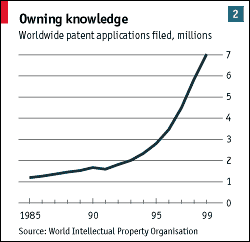 Owning knowledge
2
Worldwide patent applications filed, millions
7
6
5
4
3
2
1
0
1985 90 95 99
Source: World Intellectual Property Organisation